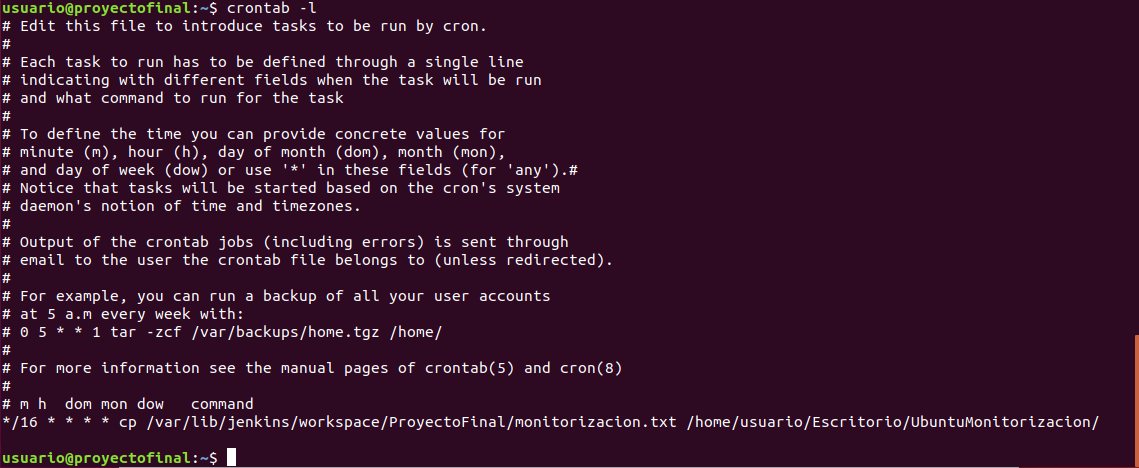 usuario@proyectofinal:~$ crontab -l
# Edit this file to introduce tasks to be run by cron.
#
# Each task to run has to be defined through a single line
# indicating with different fields when the task will be run
# and what command to run for the task
#
# To define the time you can provide concrete values for
# minute (m), hour (h), day of month (dom), month (mon),
# and day of week (dow) or use '*' in these fields (for 'any').#
# Notice that tasks will be started based on the cron's system
# daemon's notion of time and timezones.
#
# Output of the crontab jobs (including errors) is sent through
# email to the user the crontab file belongs to (unless redirected).
#
# For example, you can run a backup of all your user accounts
# at 5 a.m every week with:
# 0 5 * * 1 tar -zcf /var/backups/home.tgz /home/
#
# For more information see the manual pages of crontab(5) and cron(8)
#
# m h  dom mon dow   command
*/16 * * * * cp /var/lib/jenkins/workspace/ProyectoFinal/monitorizacion.txt /home/usuario/Escritorio/UbuntuMonitorizacion/
usuario@proyectofinal:~$